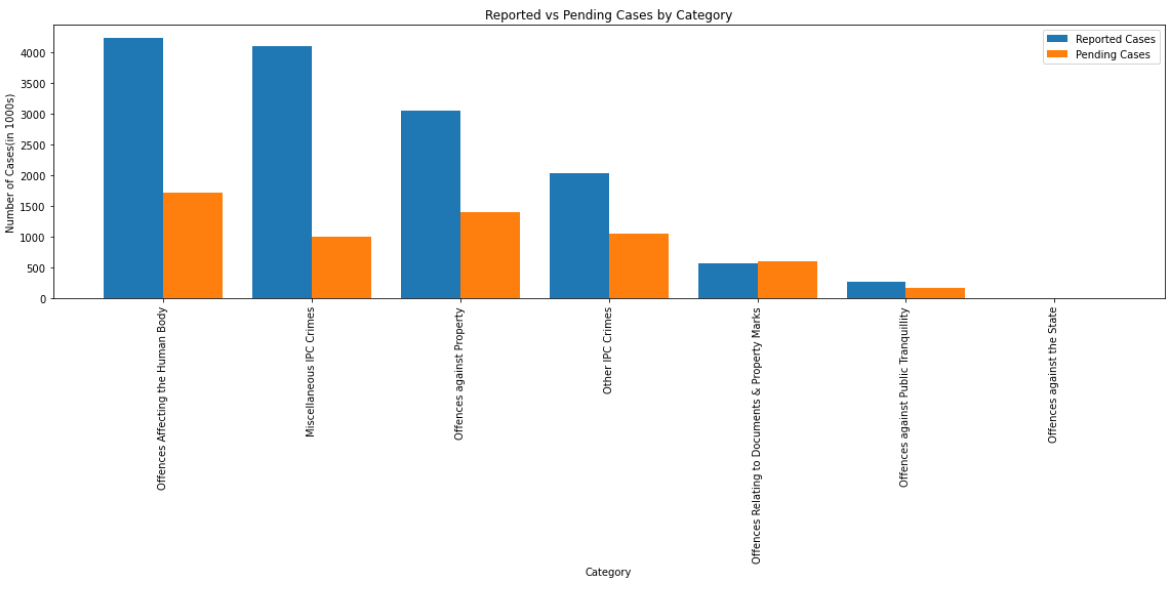 Reported vs Pending Cases by Category
Reported Cases
Pending Cases
Number of Cases(in 1000s)
4000
3500
3000
2500
2000
1500
1000
500
0
Offences Affecting the Human Body
Miscellaneous IPC Crimes
Offences against Property
Other IPC Crimes
Offences Relating to Documents & Property Marks
Offences against Public Tranquillity
Offences against the State
Category